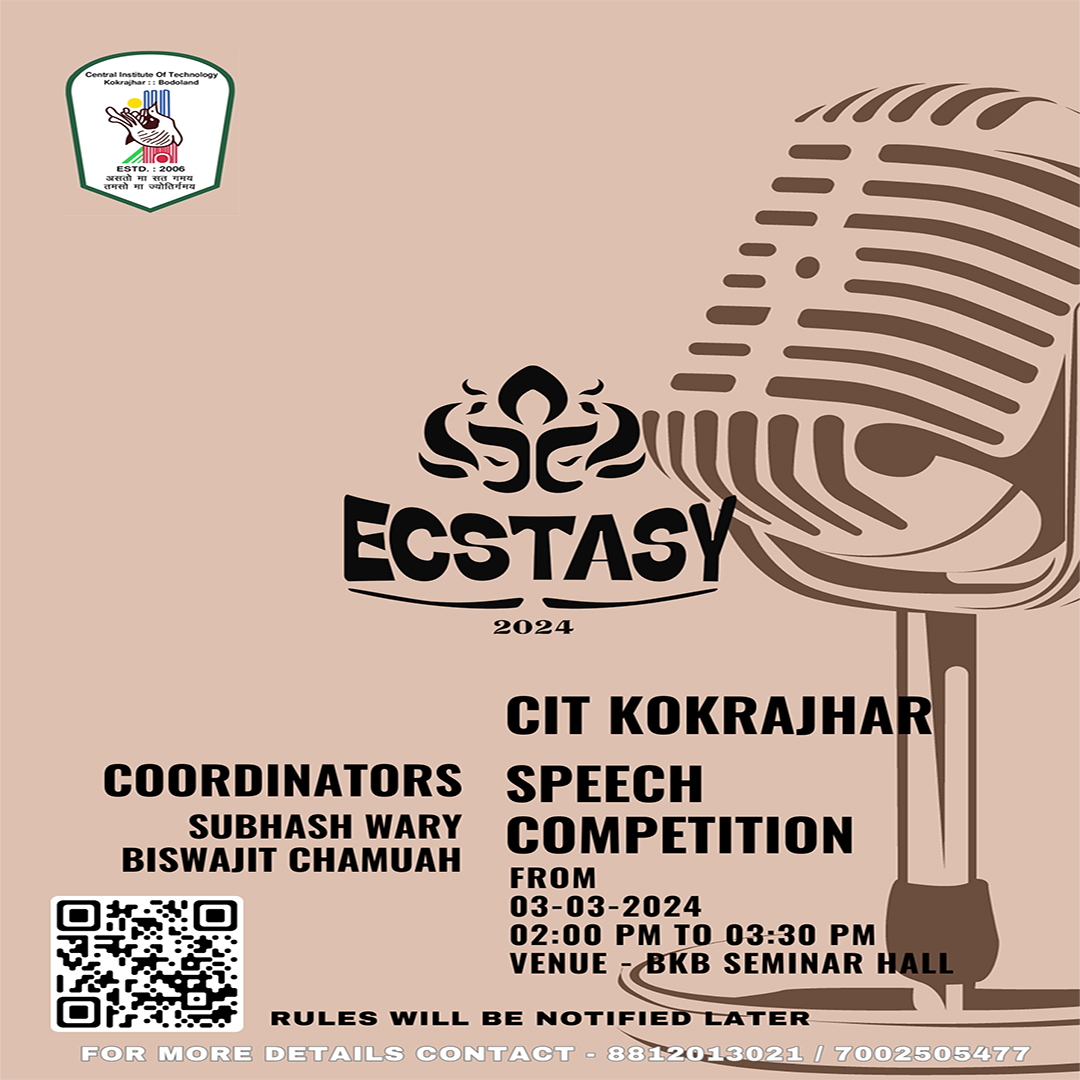 Central Institute Of Technology
Kokrajhar : : Bodoland
ESTD. : 2006
असतो मा सत गमय
तमसो मा ज्योतिर्गमय
ECSTASY
2024
CIT KOKRAJHAR
COORDINATORS
SUBHASH WARY
BISWAJIT CHAMUAH
SPEECH
COMPETITION
FROM
03-03-2024
02:00 PM TO 03:30 PM
VENUE - BKB SEMINAR HALL
RULES WILL BE NOTIFIED LATER
FOR MORE DETAILS CONTACT - 8812013021 / 7002505477